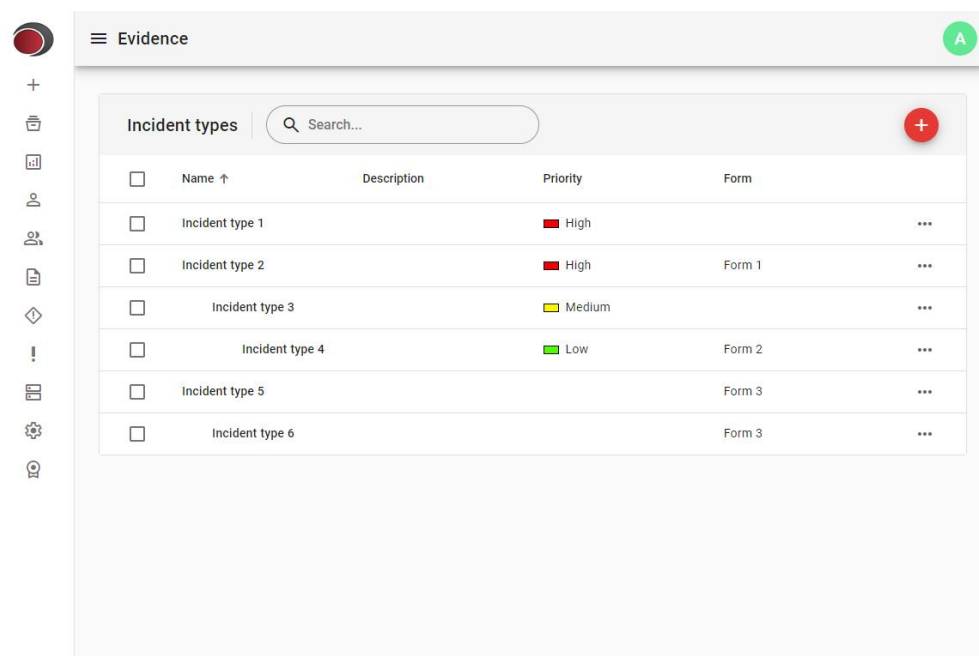 Evidence
A
Incident types
Search...
Name Description Priority Form
Incident type 1 High
Incident type 2 High Form 1
Incident type 3 Medium
Incident type 4 Low Form 2
Incident type 5 Form 3
Incident type 6 Form 3